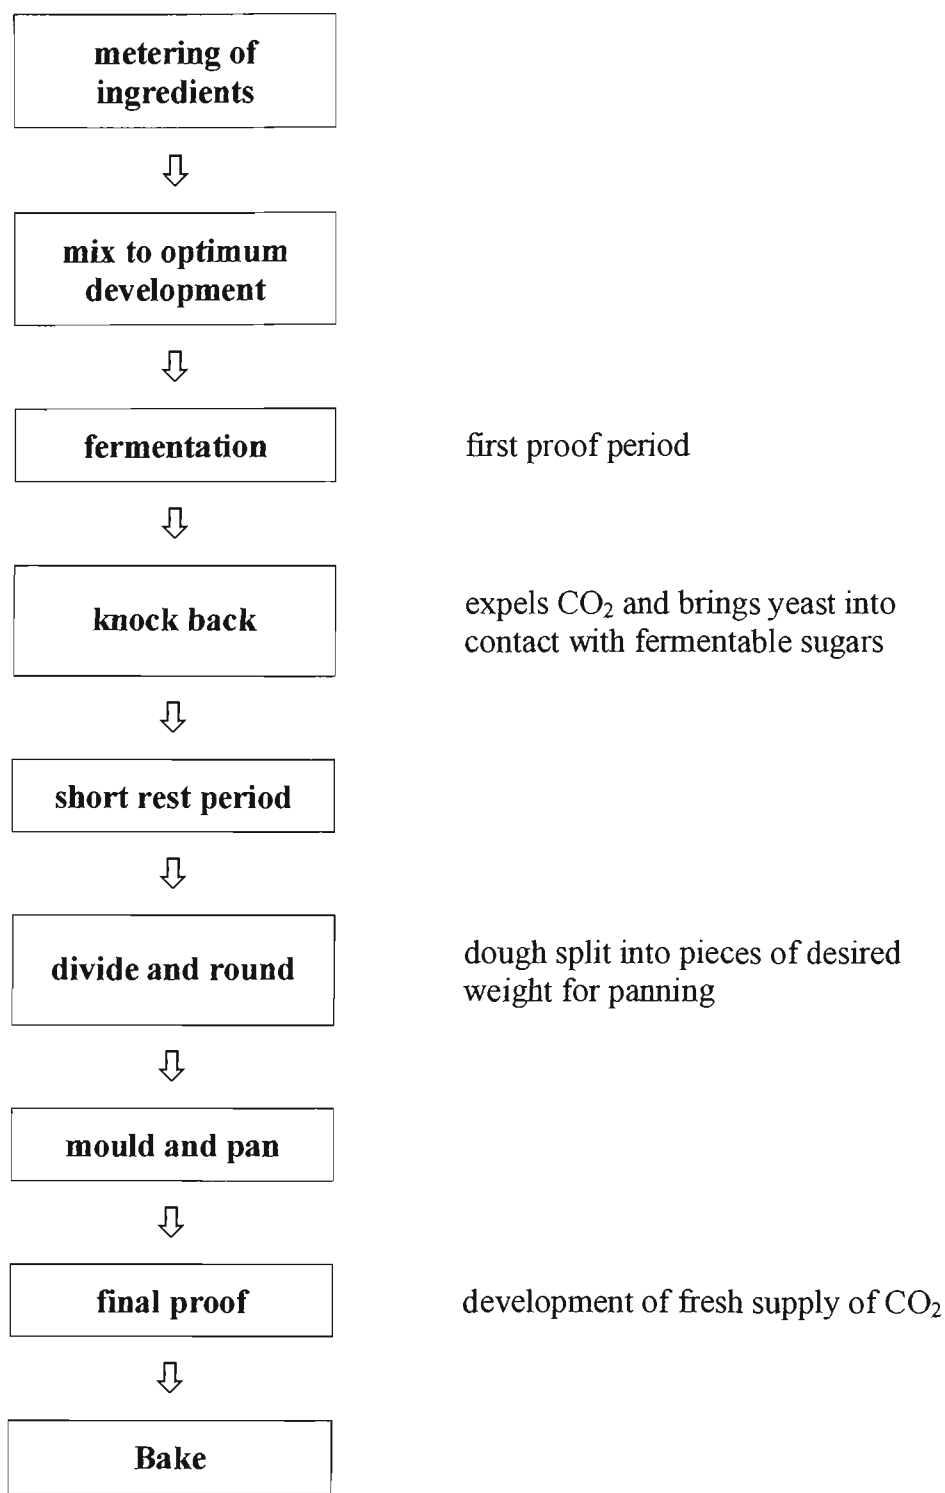 metering of
ingredients
mix to optimum
development
fermentation
first proof period
knock back
expels CO₂ and brings yeast into
contact with fermentable sugars
short rest period
divide and round
dough split into pieces of desired
weight for panning
mould and pan
final proof
development of fresh supply of CO₂
Bake